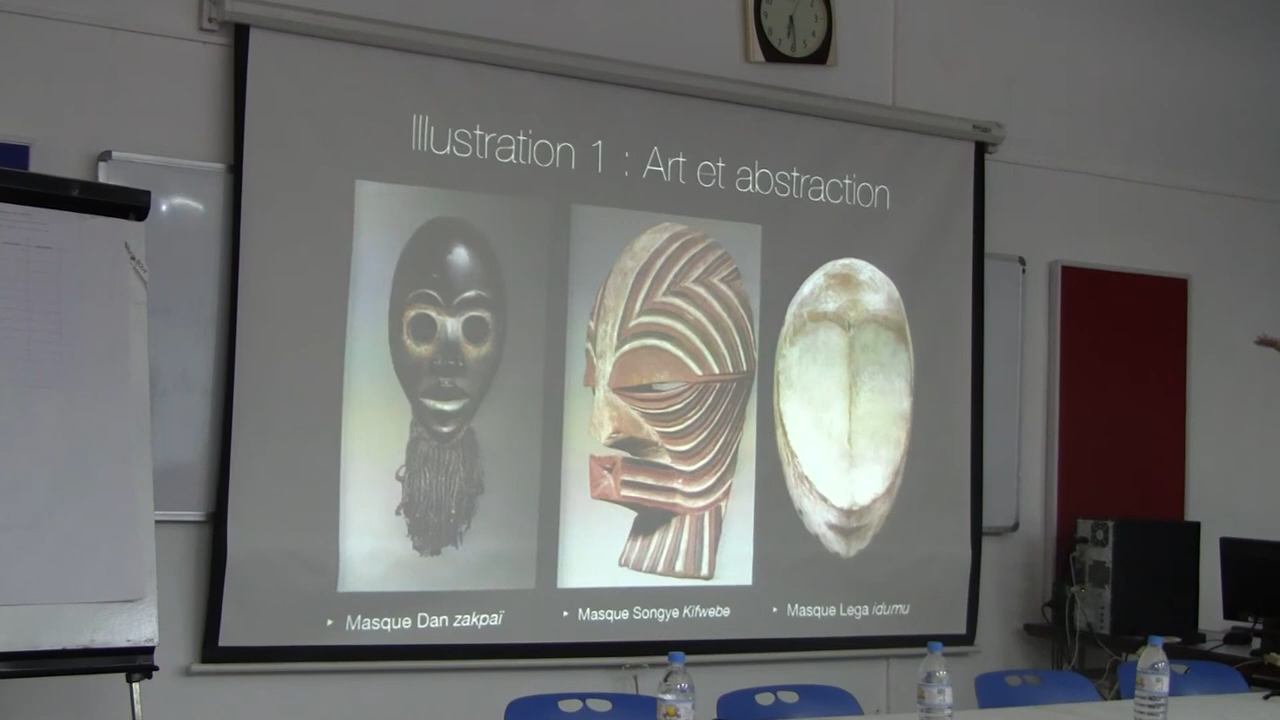 Illustration 1 : Art et abstraction
‣ Masque Dan zakpaï
‣ Masque Songye Kifwebe
‣ Masque Lega idumu